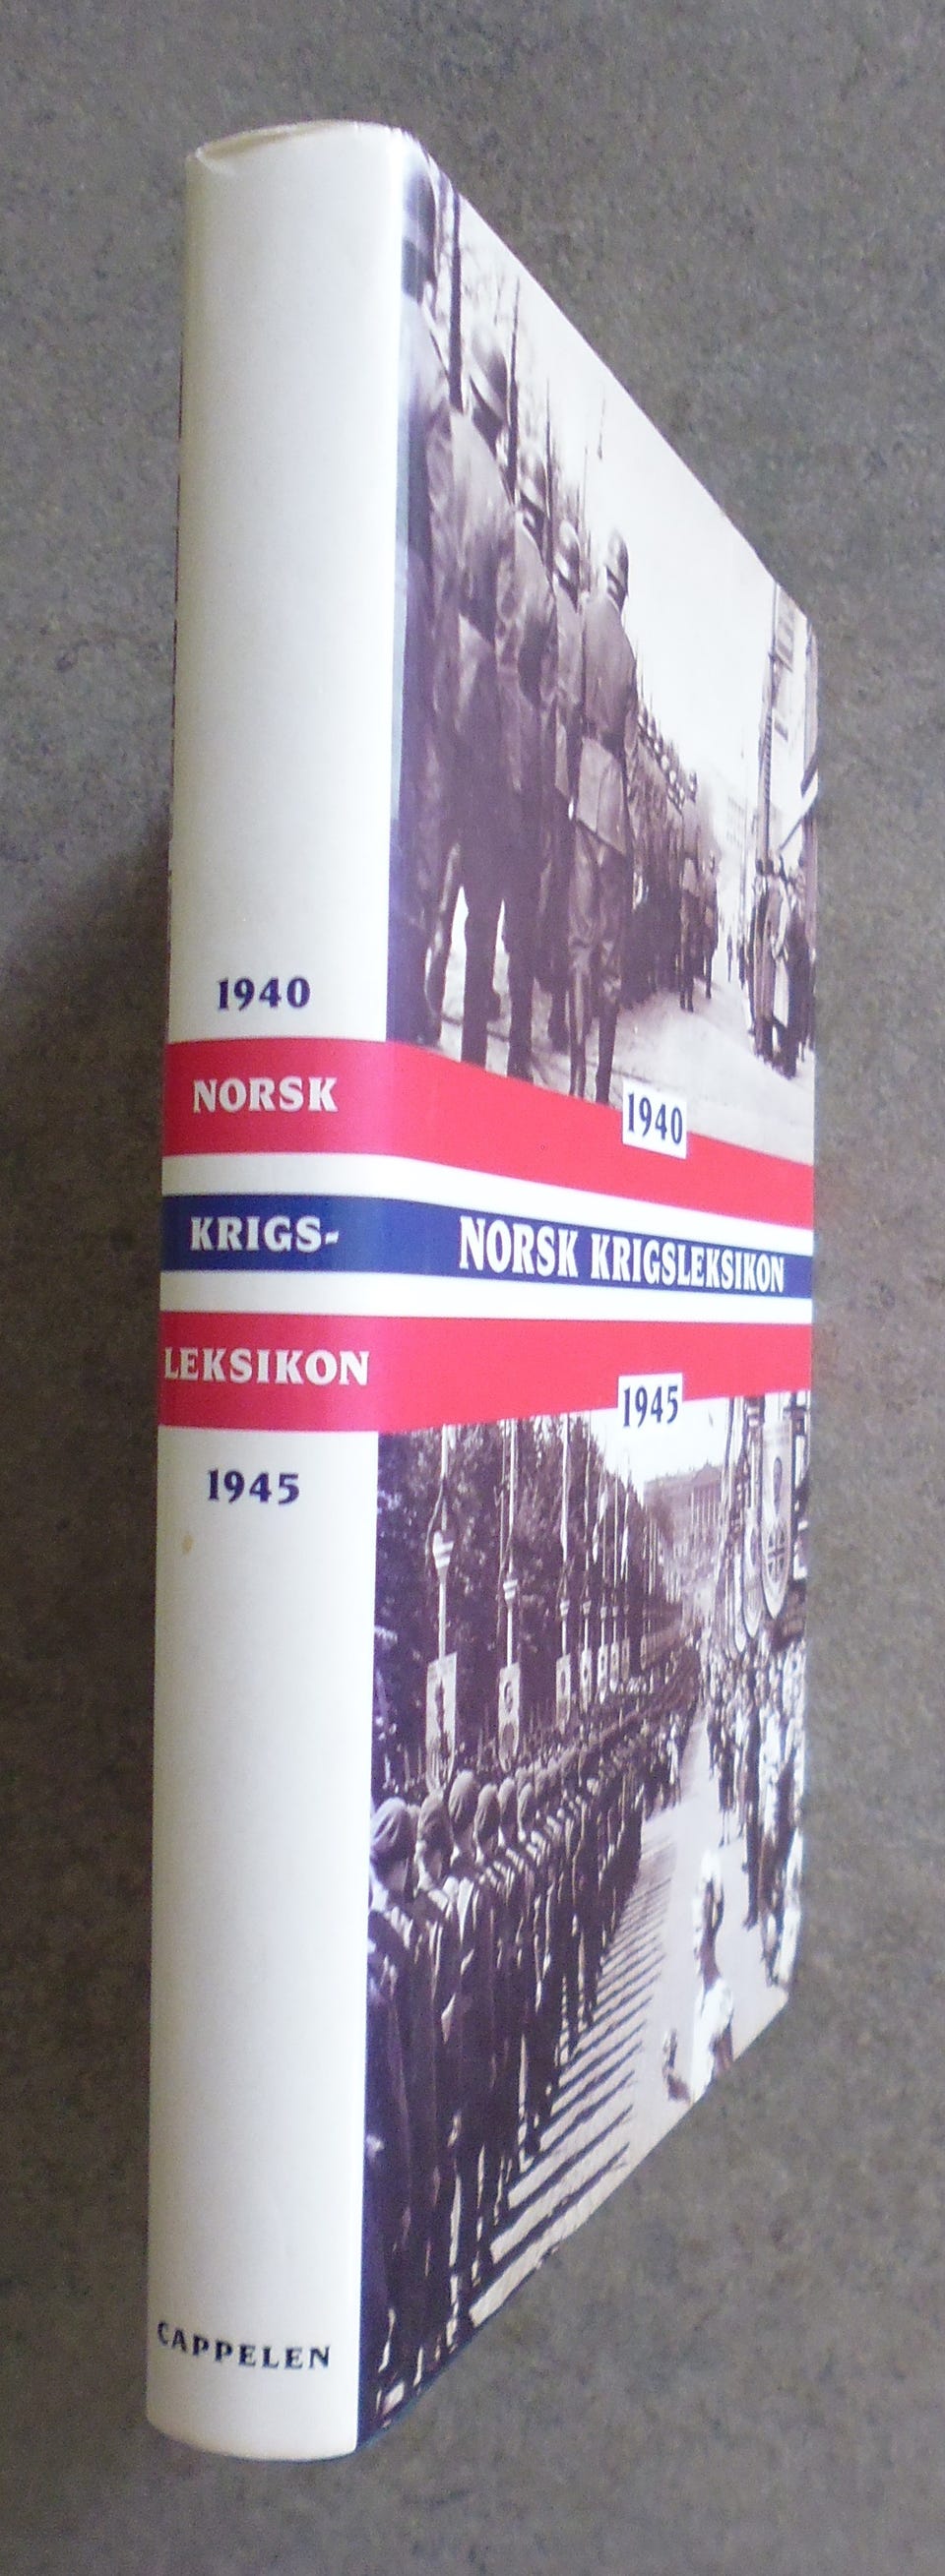 1940
NORSK
KRIGS-
LEKSIKON
1945
CAPPELEN
1940
NORSK KRIGSLEKSIKON
1945